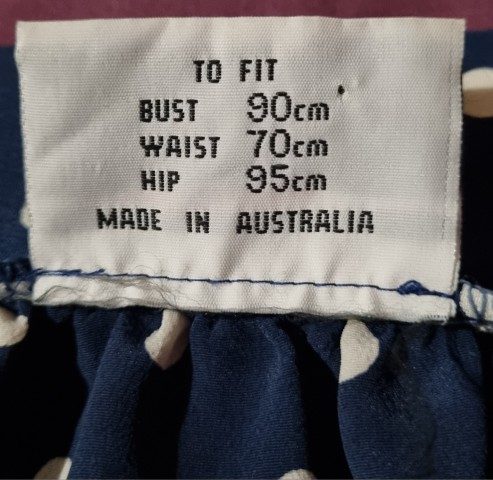 TO FIT
BUST 90cm
WAIST 70cm
HIP 95cm
MADE IN AUSTRALIA